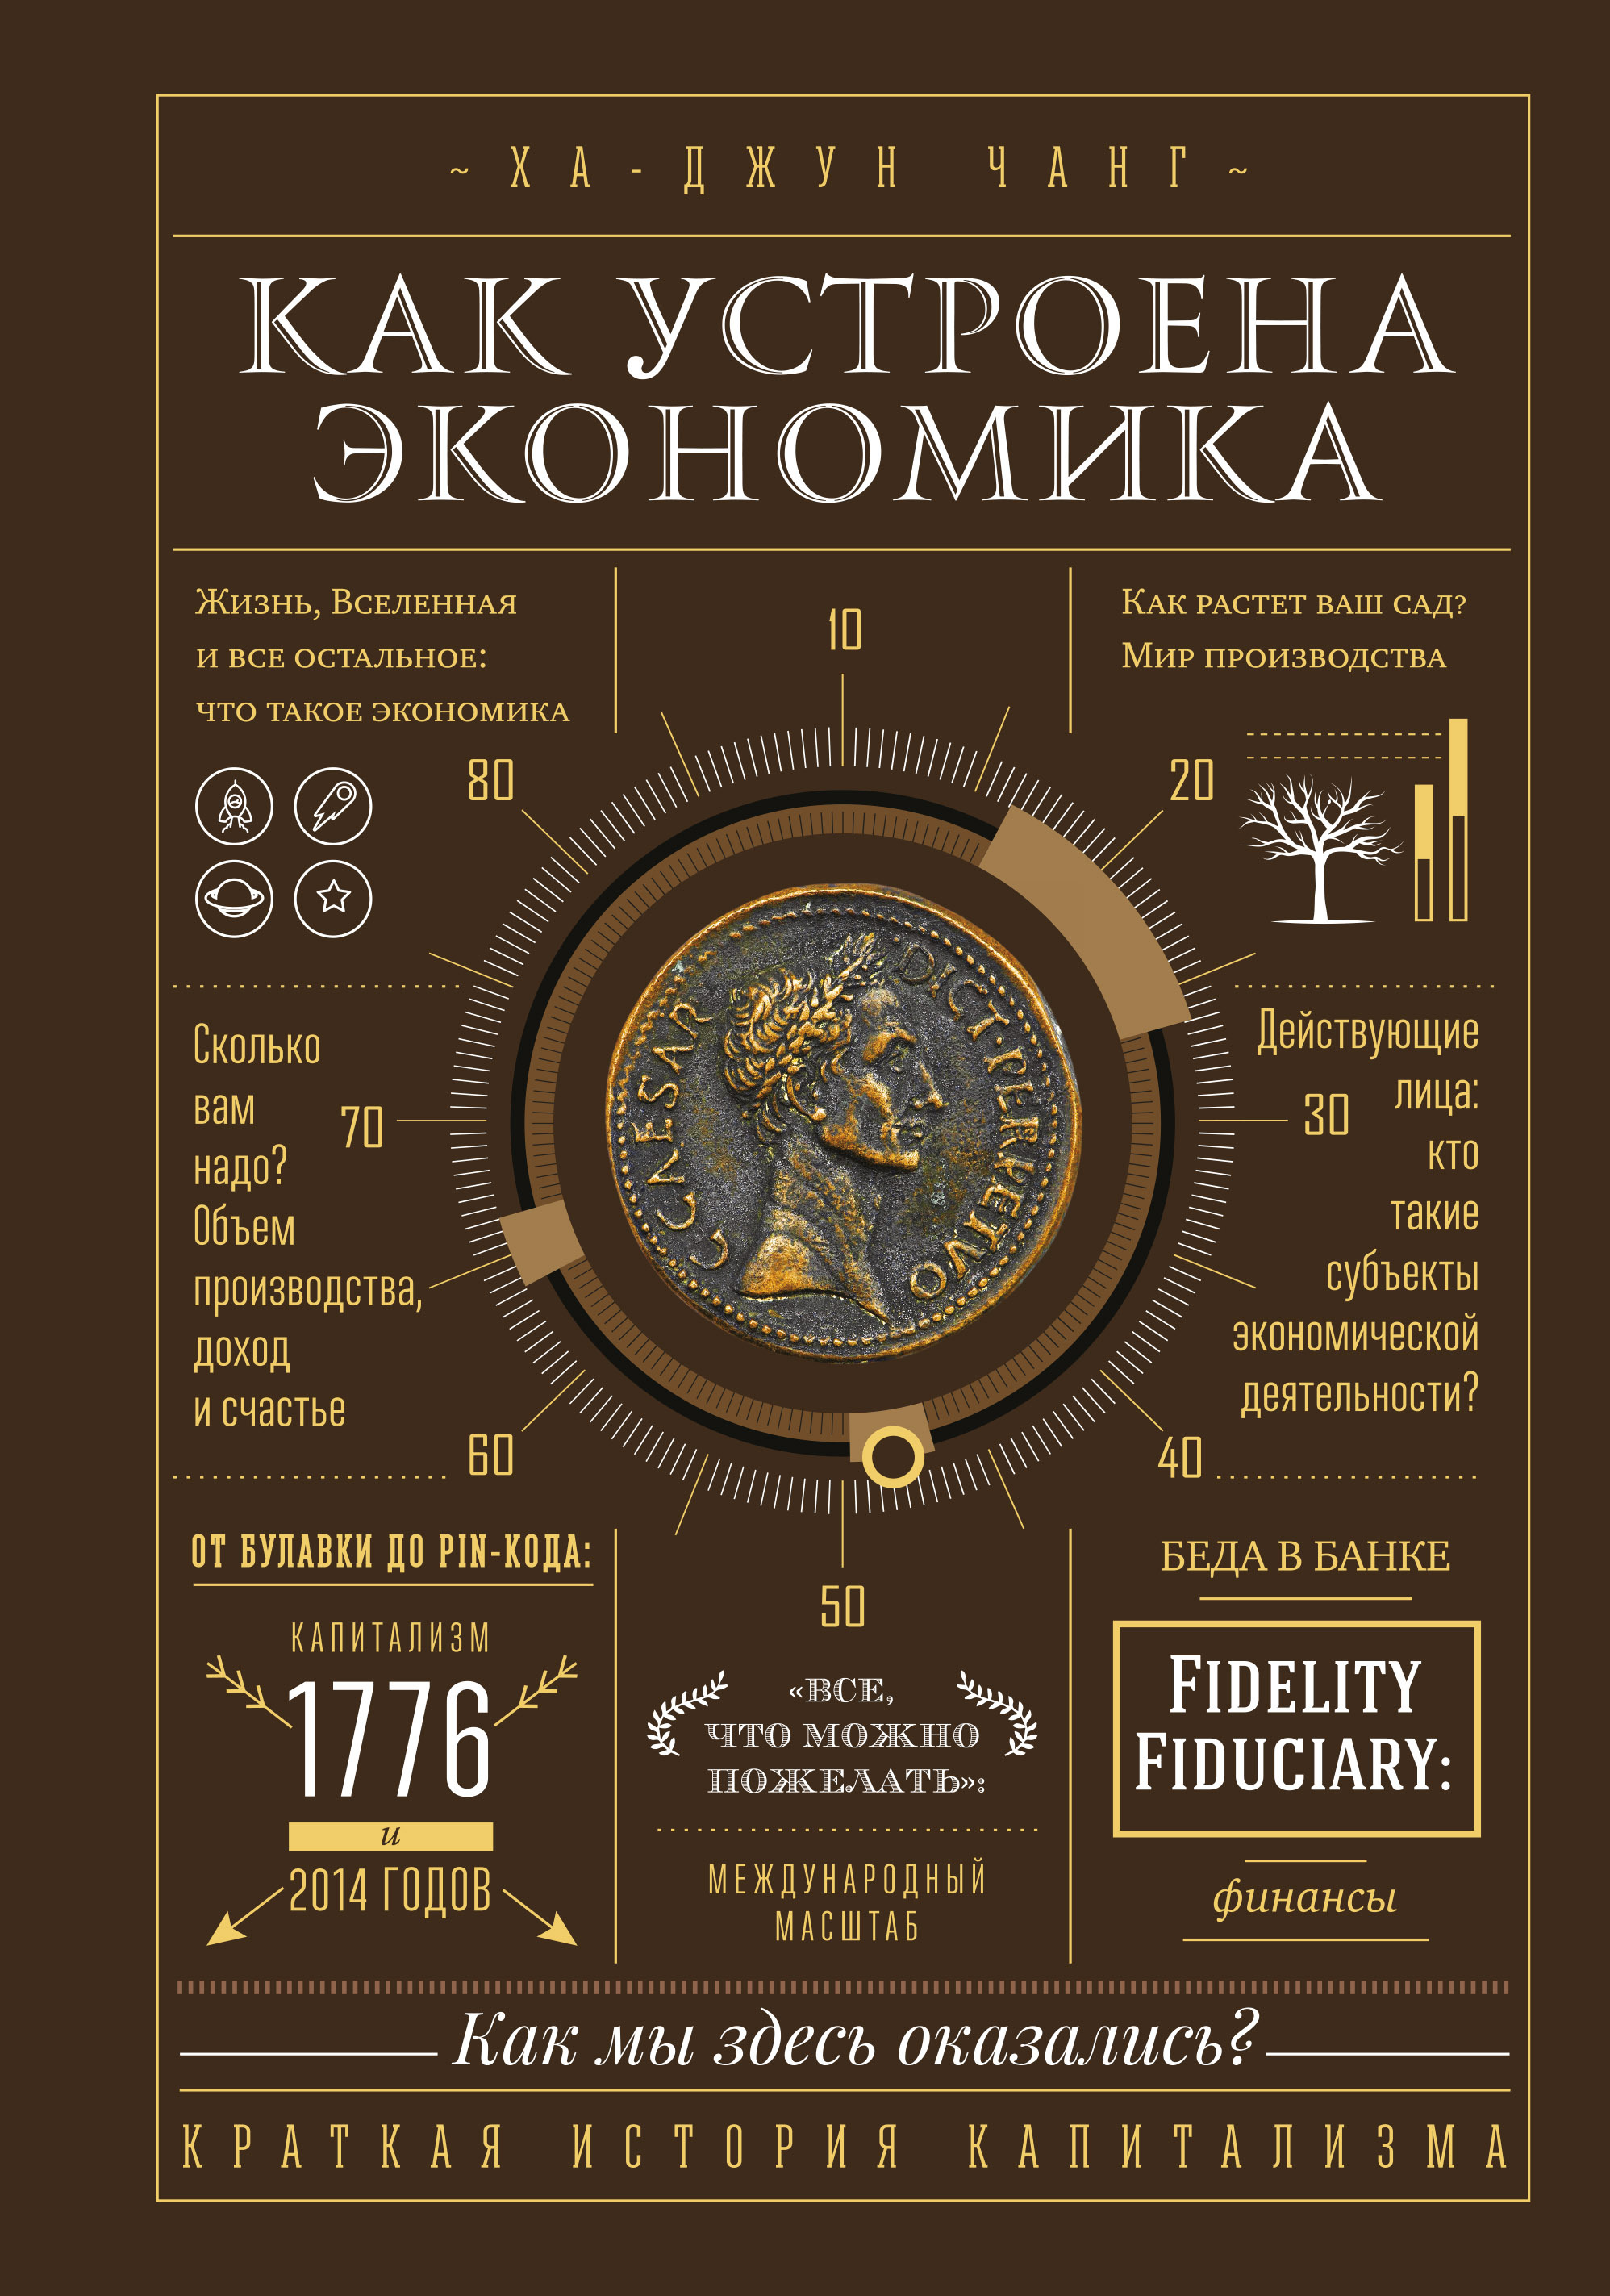 ~ ХА-ДЖУН ЧАНГ ~
КАК УСТРОЕНА
ЭКОНОМИКА
Жизнь, Вселенная
и все остальное:
что такое экономика
10
Как растет ваш сад?
Мир производства
80
20
Сколько
вам
надо?
Объем
производства,
доход
и счастье
70
CAESAR
DICT·PERPETVO
30
Действующие
лица:
кто
такие
субъекты
экономической
деятельности?
60
40
50
ОТ БУЛАВКИ ДО PIN-КОДА:
КАПИТАЛИЗМ
1776
и
2014 ГОДОВ
«ВСЕ,
ЧТО МОЖНО
ПОЖЕЛАТЬ»:
МЕЖДУНАРОДНЫЙ
МАСШТАБ
БЕДА В БАНКЕ
Fidelity
Fiduciary:
финансы
Как мы здесь оказались?
КРАТКАЯ ИСТОРИЯ КАПИТАЛИЗМА